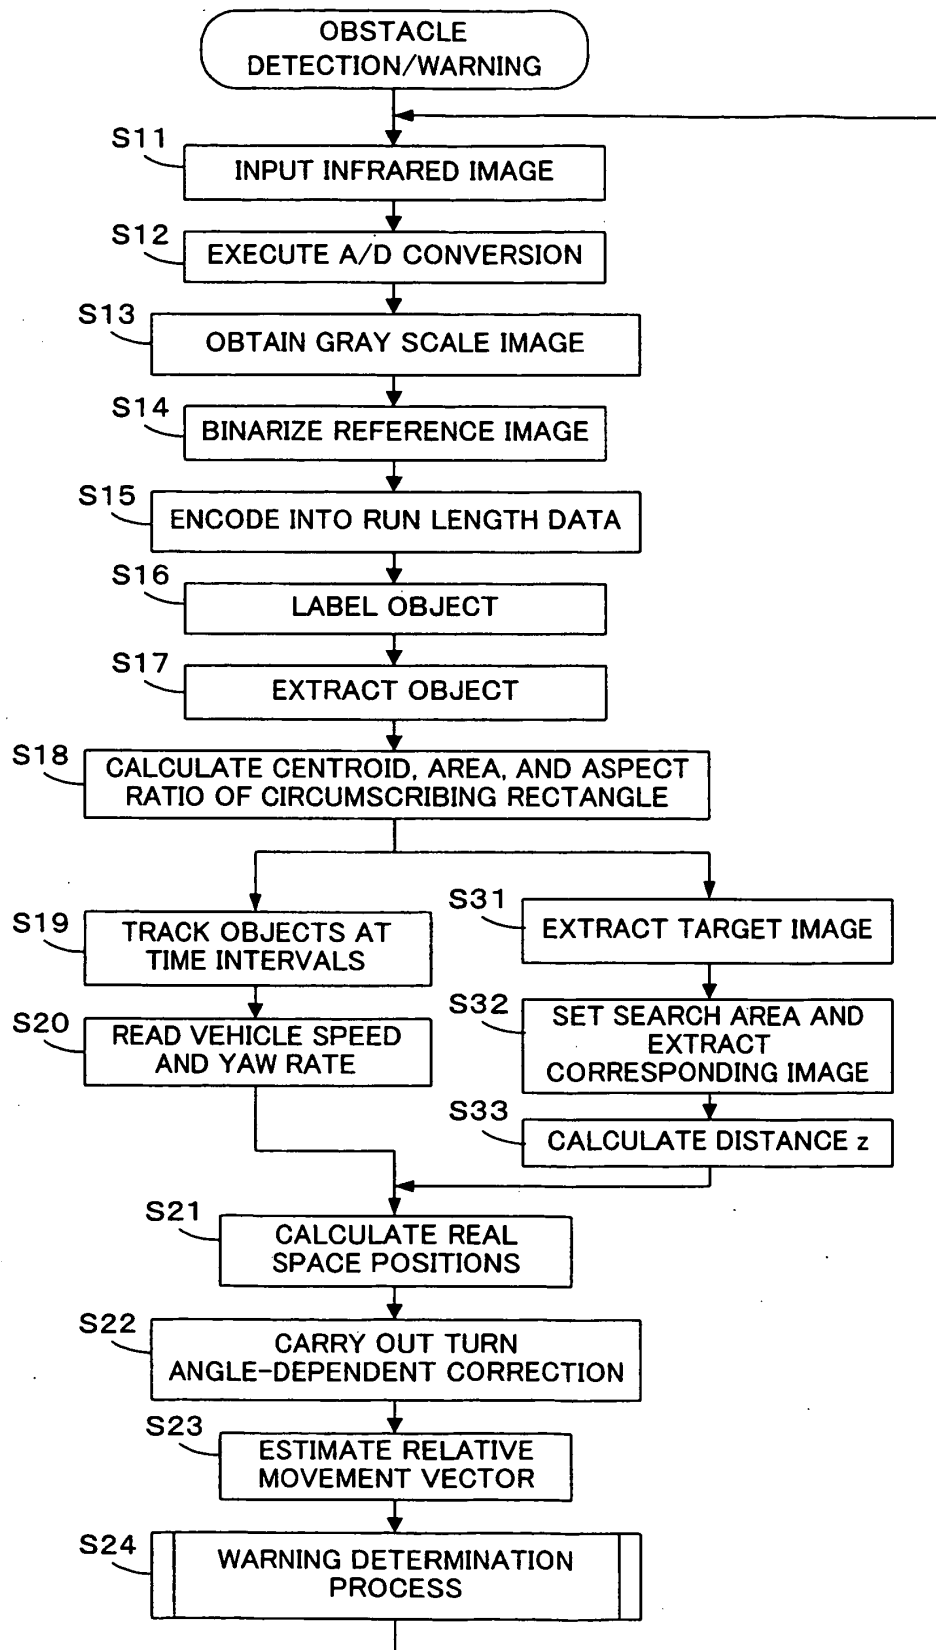 OBSTACLE
DETECTION/WARNING
S11
INPUT INFRARED IMAGE
S12
EXECUTE A/D CONVERSION
S13
OBTAIN GRAY SCALE IMAGE
S14
BINARIZE REFERENCE IMAGE
S15
ENCODE INTO RUN LENGTH DATA
S16
LABEL OBJECT
S17
EXTRACT OBJECT
S18
CALCULATE CENTROID, AREA, AND ASPECT
RATIO OF CIRCUMSCRIBING RECTANGLE
S19
TRACK OBJECTS AT
TIME INTERVALS
S20
READ VEHICLE SPEED
AND YAW RATE
S31
EXTRACT TARGET IMAGE
S32
SET SEARCH AREA AND
EXTRACT
CORRESPONDING IMAGE
S33
CALCULATE DISTANCE z
S21
CALCULATE REAL
SPACE POSITIONS
S22
CARRY OUT TURN
ANGLE-DEPENDENT CORRECTION
S23
ESTIMATE RELATIVE
MOVEMENT VECTOR
S24
WARNING DETERMINATION
PROCESS